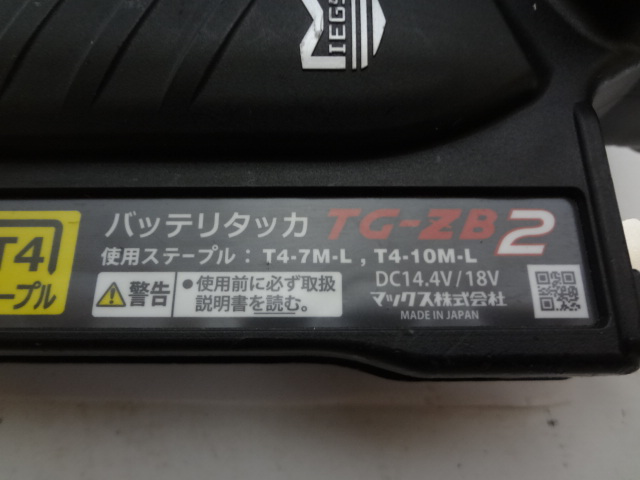 MIEGS
T4
ープル
バッテリタッカ TG-ZB2
使用ステープル : T4-7M-L , T4-10M-L
警告
・使用前に必ず取扱
説明書を読む。
DC14.4V/18V
マックス株式会社
MADE IN JAPAN